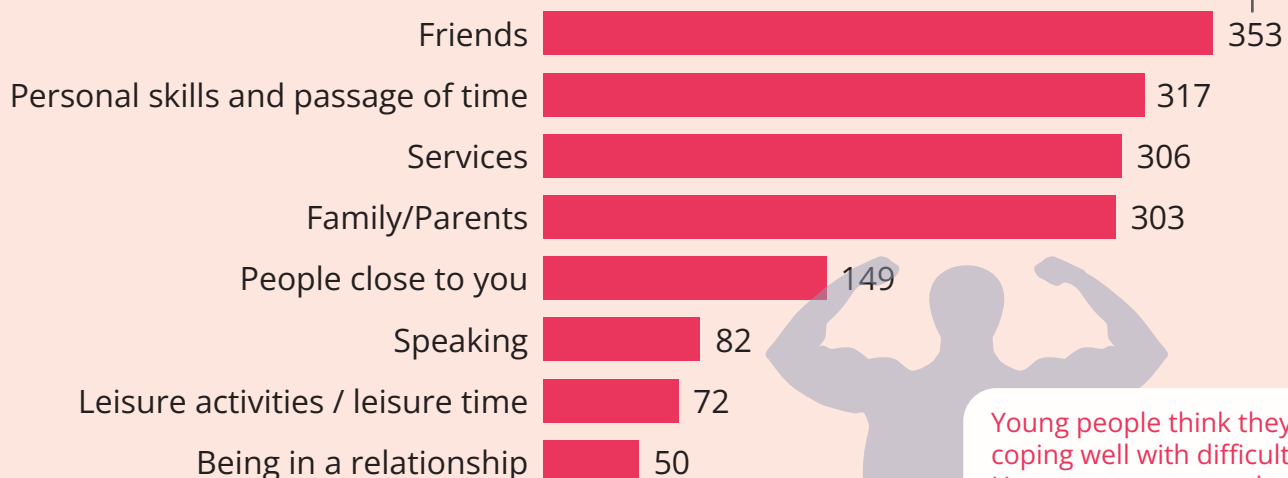 Friends 353
Personal skills and passage of time 317
Services 306
Family/Parents 303
People close to you 149
Speaking 82
Leisure activities / leisure time 72
Being in a relationship 50
Young people think they
coping well with difficult